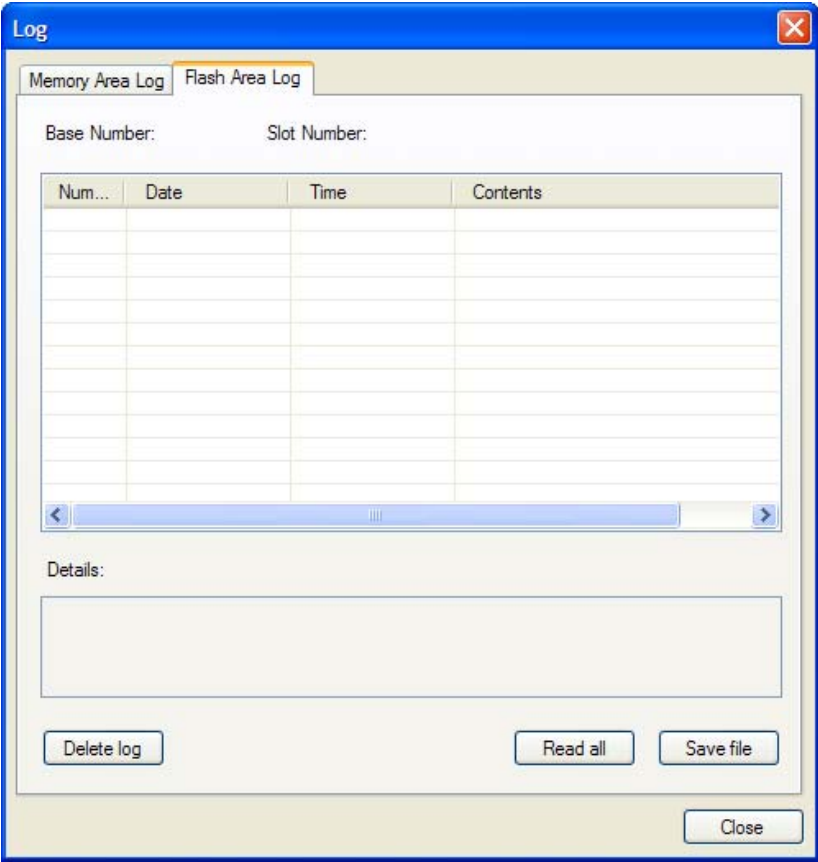 Log
Memory Area Log Flash Area Log
Base Number: Slot Number:
Num... Date Time Contents
Details:
Delete log Read all Save file
Close